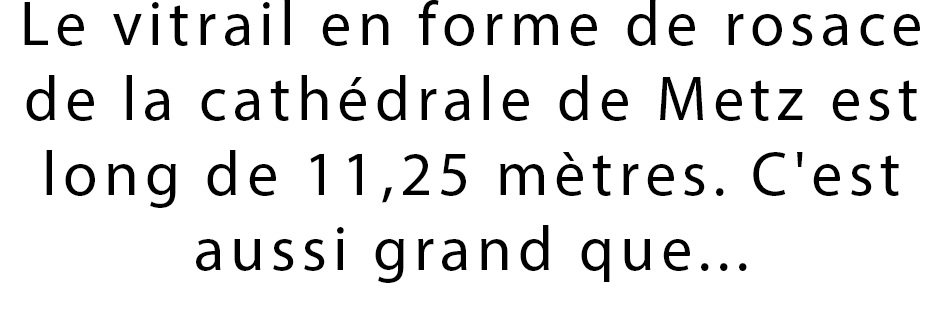 Le vitrail en forme de rosace
de la cathédrale de Metz est
long de 11,25 mètres. C'est
aussi grand que...